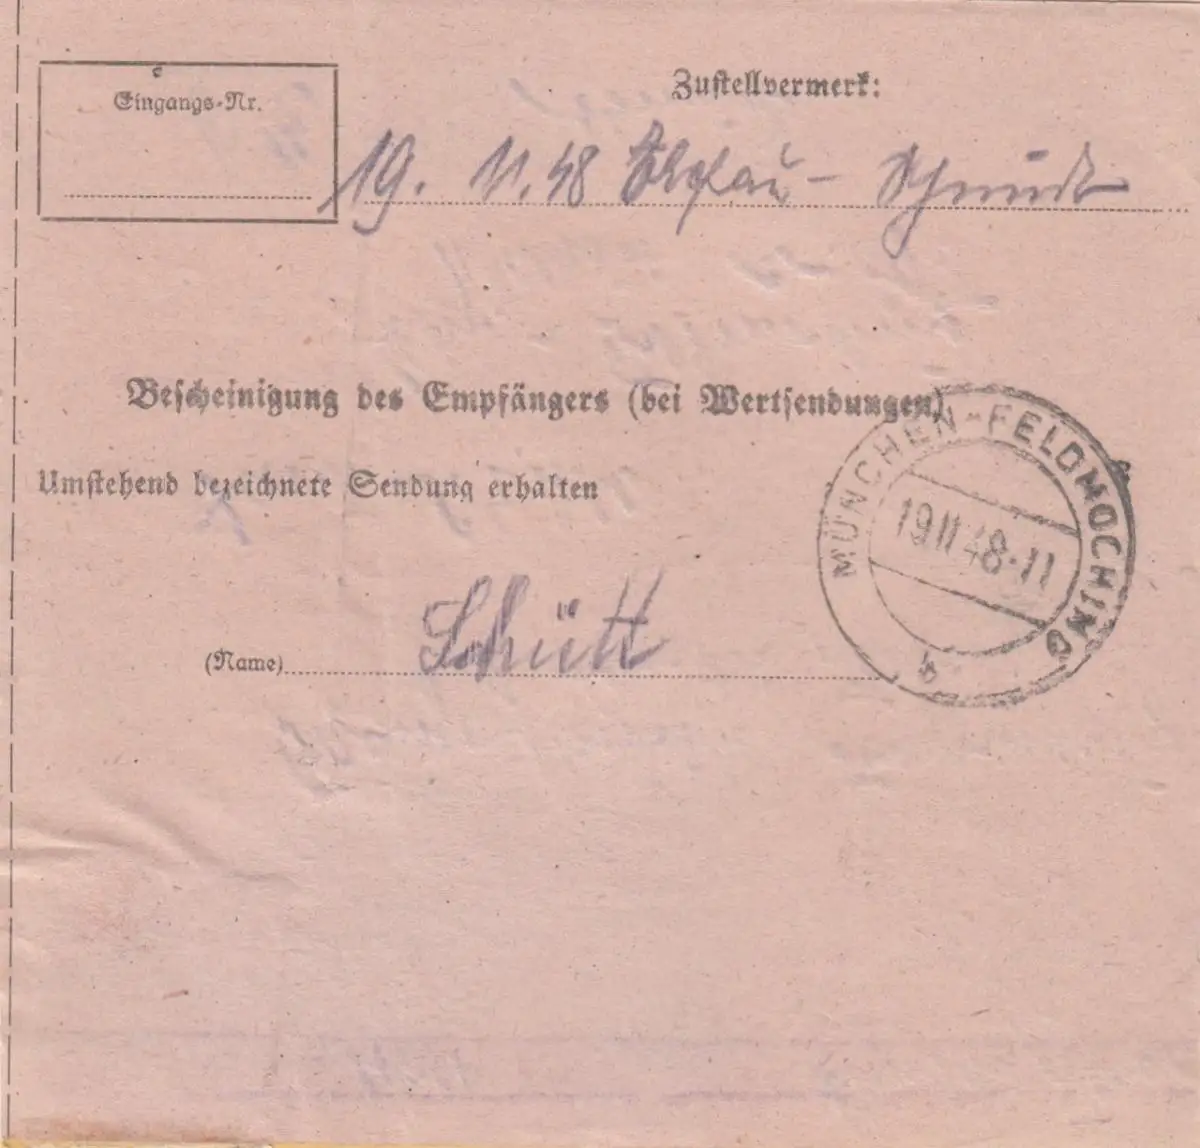 Eingangs-Nr.
Zustellvermerk:
19. 11. 48
Bescheinigung des Empfängers (bei Wertsendungen)
Umstehend bezeichnete Sendung erhalten
(Name) Schütt
MÜNCHEN-FELDMOCHING
19 11 48-11
b